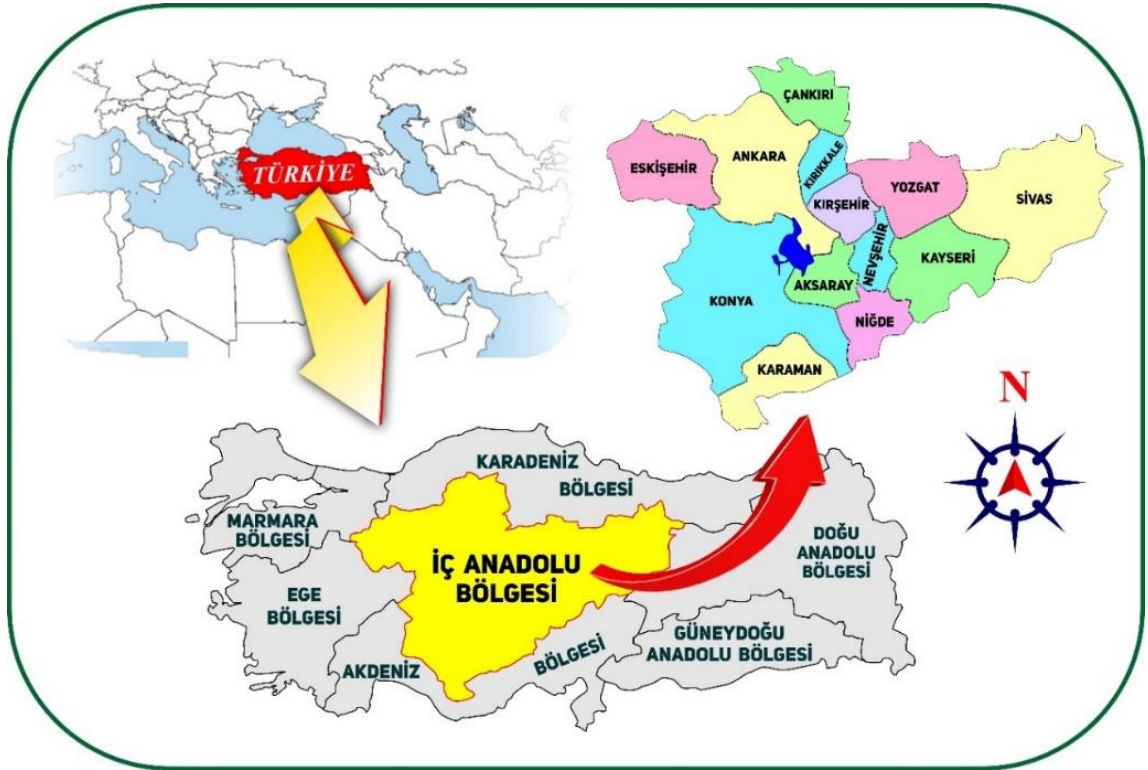 TÜRKİYE
ÇANKIRI
ANKARA
KIRIKKALE
ESKİŞEHİR
YOZGAT
KIRŞEHİR
SİVAS
NEVŞEHİR
KAYSERİ
AKSARAY
KONYA
NİĞDE
KARAMAN
N
KARADENİZ
BÖLGESİ
MARMARA
BÖLGESİ
DOĞU
ANADOLU
BÖLGESİ
İÇ ANADOLU
BÖLGESİ
EGE
BÖLGESİ
GÜNEYDOĞU
ANADOLU BÖLGESİ
AKDENİZ
BÖLGESİ